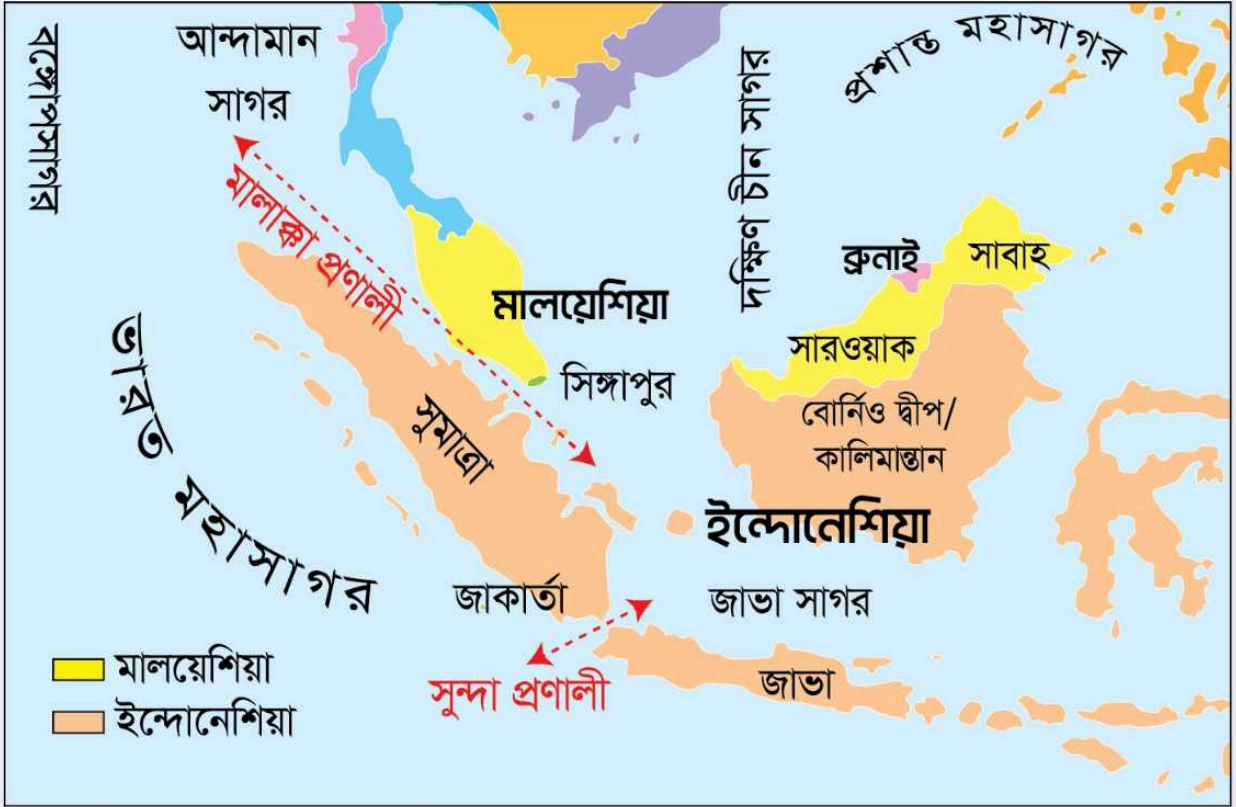 বঙ্গোপসাগর
আন্দামান
সাগর
মালাক্কা প্রণালী
দক্ষিণ চীন সাগর
প্রশান্ত মহাসাগর
ব্রুনাই
সাবাহ
মালয়েশিয়া
সারওয়াক
সিঙ্গাপুর
বোর্নিও দ্বীপ/
কালিমান্তান
সুমাত্রা
ভারত মহাসাগর
ইন্দোনেশিয়া
জাকার্তা
জাভা সাগর
সুন্দা প্রণালী
জাভা
মালয়েশিয়া
ইন্দোনেশিয়া